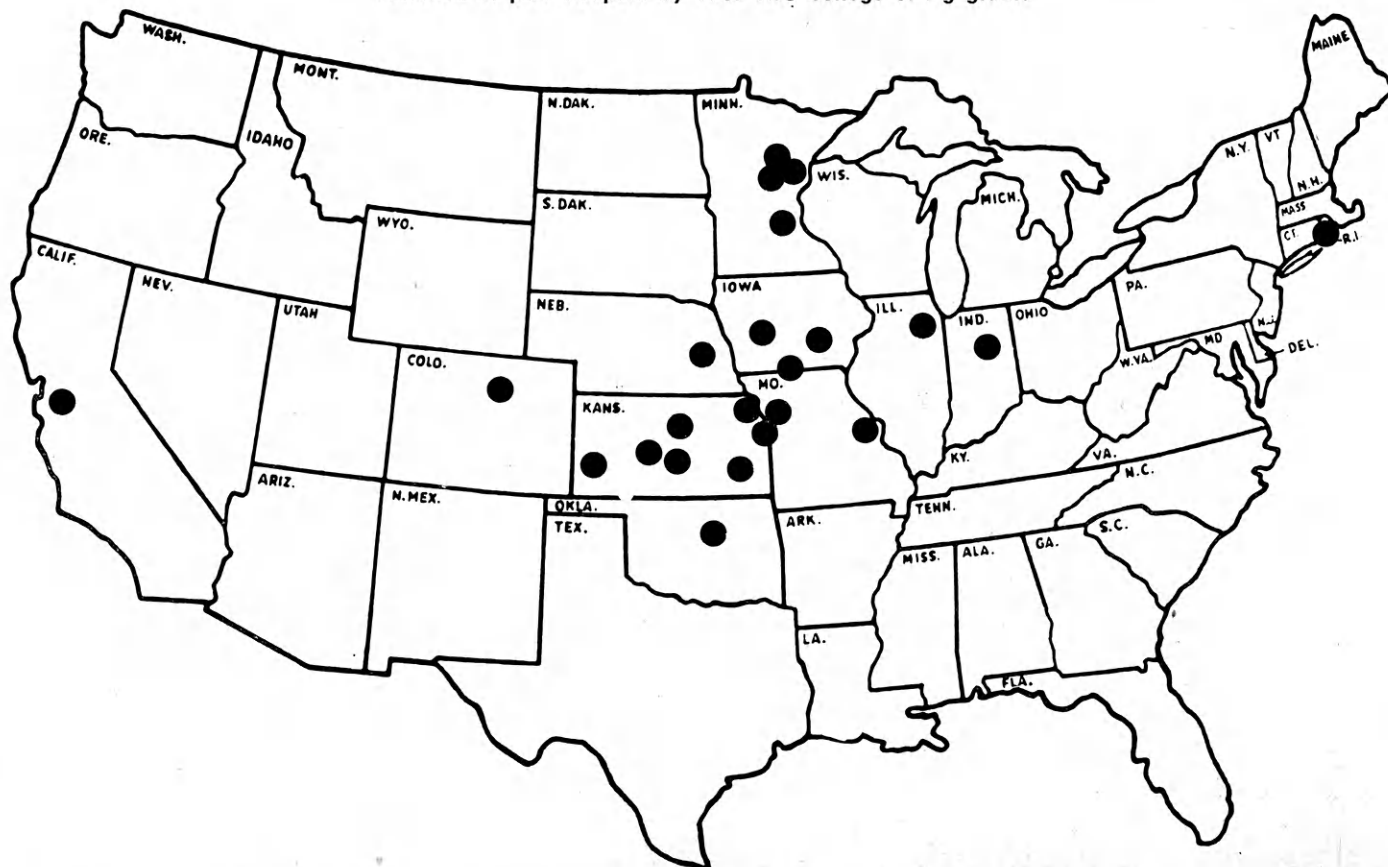 WASH.
MONT.
N.DAK.
MINN.
MAINE
ORE.
IDAHO
VT
N.Y.
N.H.
WIS.
MICH.
S.DAK.
WYO.
MASS
CT.
R.I.
CALIF.
NEV.
UTAH
NEB.
IOWA
ILL.
IND.
OHIO
PA.
N.J.
MD
DEL.
W.VA.
COLO.
KANS.
MO.
KY.
VA.
N.C.
ARIZ.
N.MEX.
OKLA.
TEX.
ARK.
TENN.
S.C.
MISS.
ALA.
GA.
LA.
FLA.